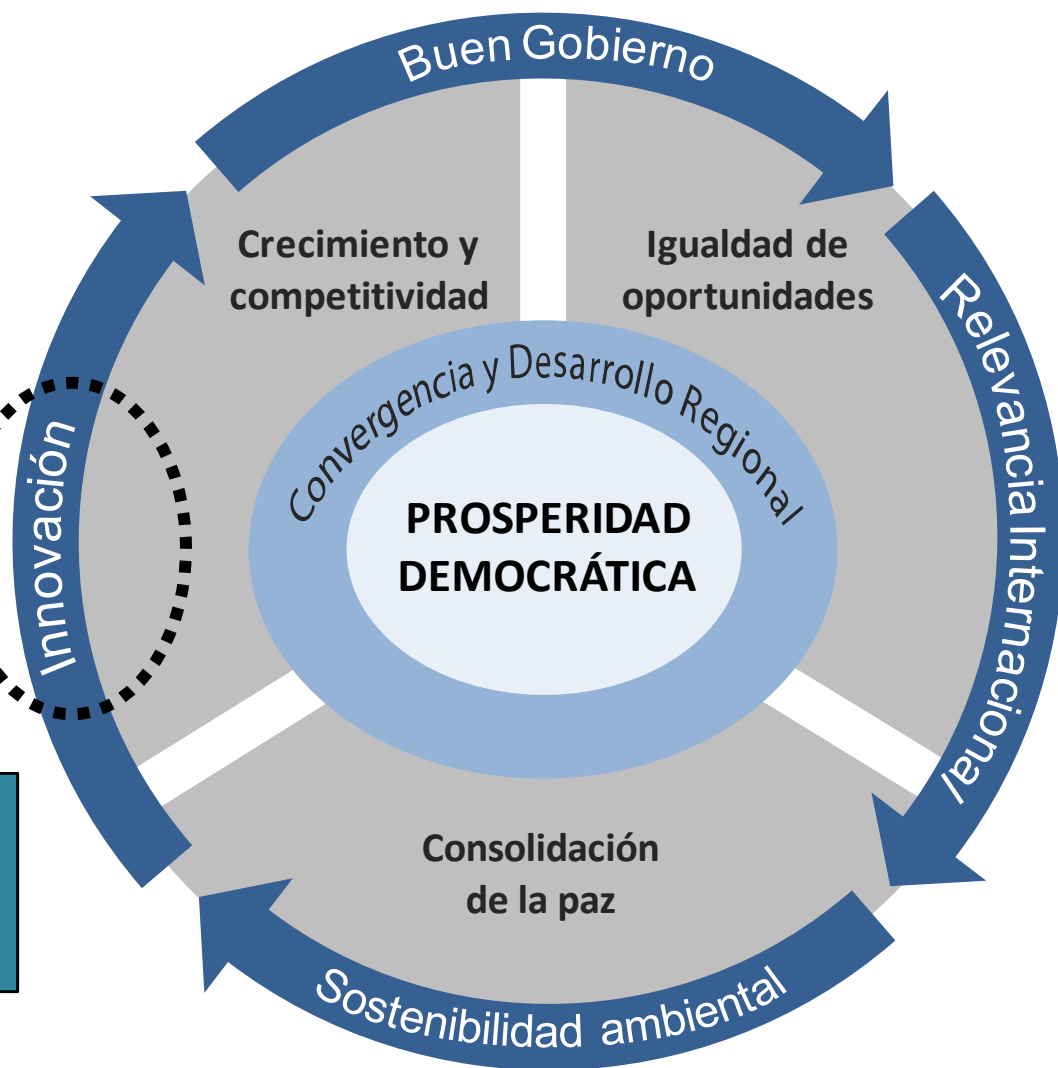 Buen Gobierno
Crecimiento y
competitividad
Igualdad de
oportunidades
Relevancia Internacional
Convergencia y Desarrollo Regional
PROSPERIDAD
DEMOCRÁTICA
Innovación
Consolidación
de la paz
Sostenibilidad ambiental